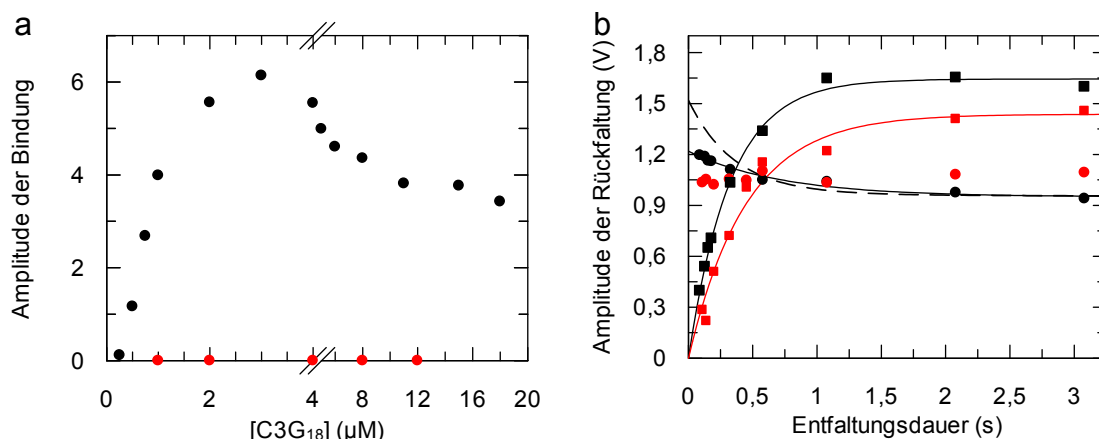 a
Amplitude der Bindung
6
4
2
0
0 2 4 8 12 16 20
[C3G18] (µM)
b
Amplitude der Rückfaltung (V)
1,8
1,5
1,2
0,9
0,6
0,3
0
0 0,5 1 1,5 2 2,5 3
Entfaltungsdauer (s)